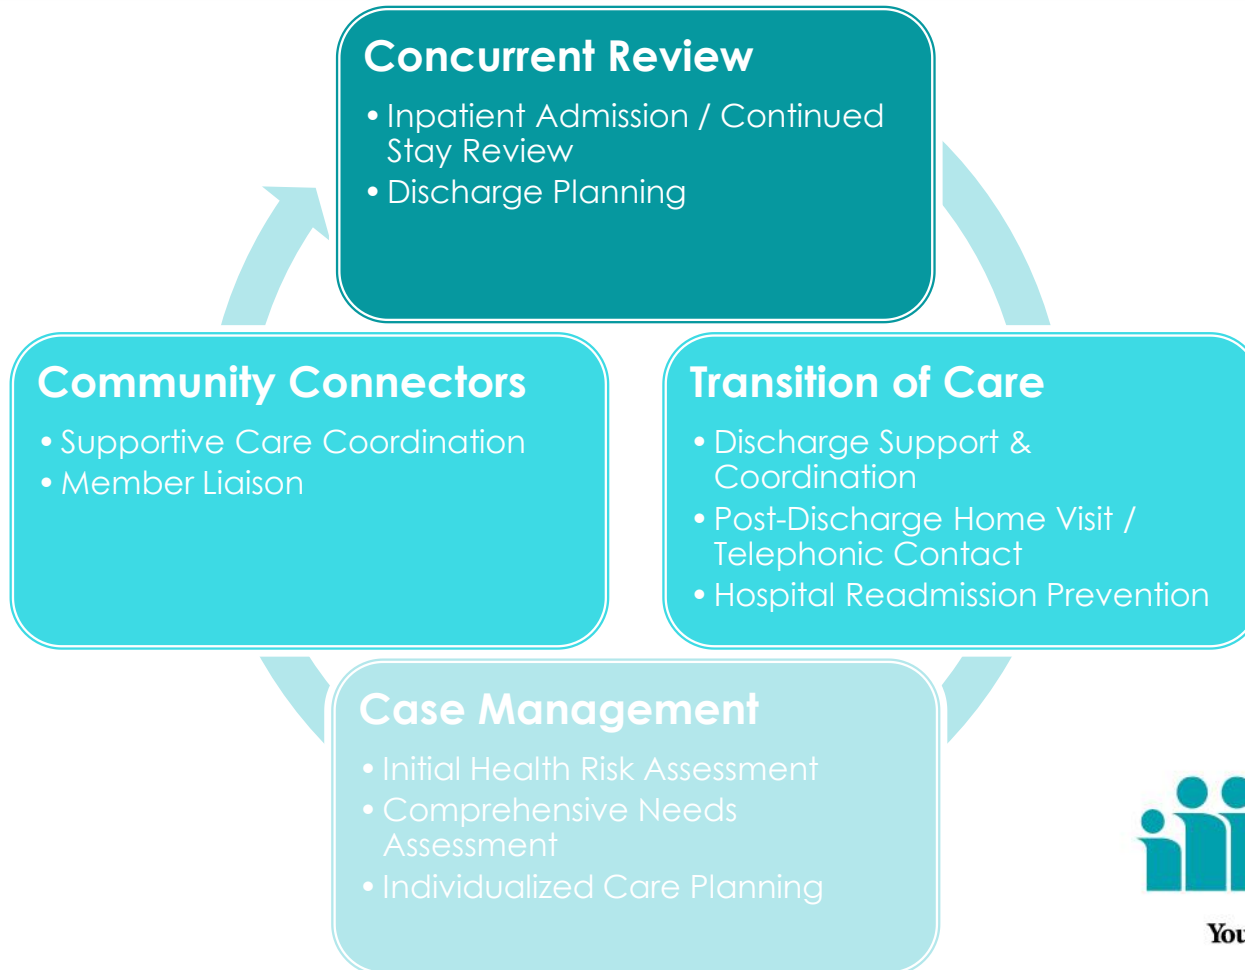 Concurrent Review
• Inpatient Admission / Continued
Stay Review
• Discharge Planning
Community Connectors
• Supportive Care Coordination
• Member Liaison
Transition of Care
• Discharge Support &
Coordination
• Post-Discharge Home Visit /
Telephonic Contact
• Hospital Readmission Prevention
Case Management
• Initial Health Risk Assessment
• Comprehensive Needs
Assessment
• Individualized Care Planning
You